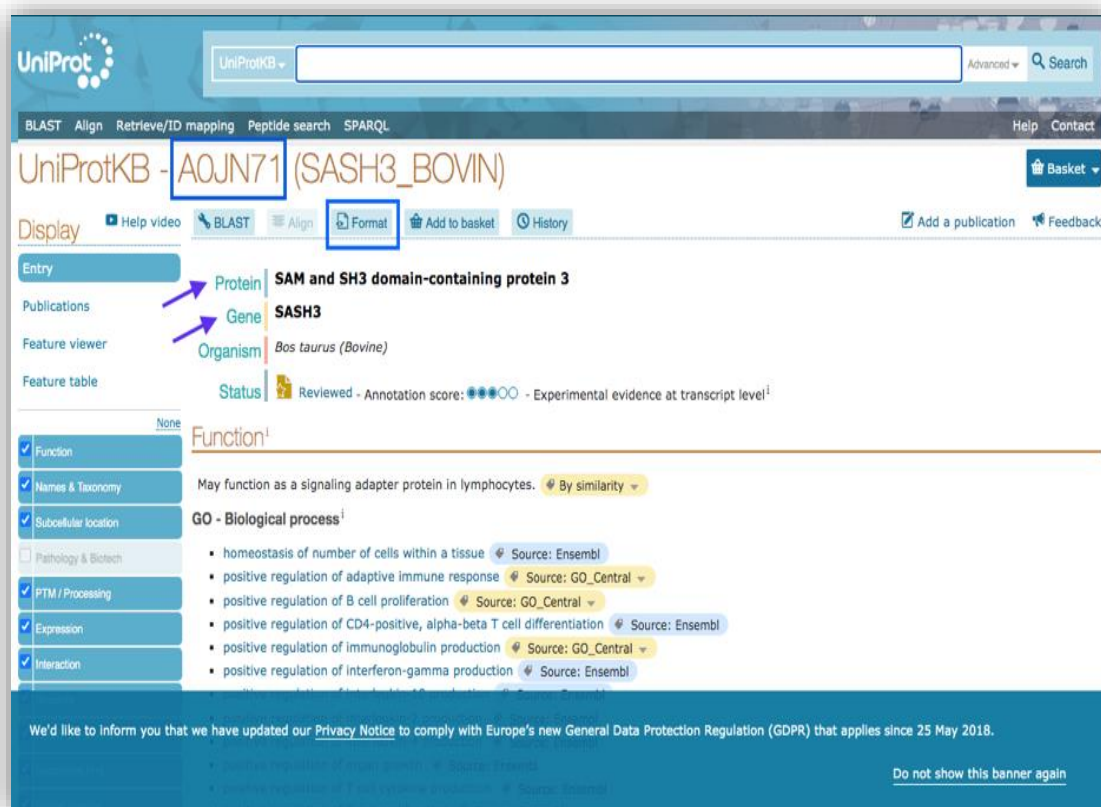 UniProt
UniProtKB
Advanced Search
BLAST Align Retrieve/ID mapping Peptide search SPARQL Help Contact
UniProtKB - A0JN71 (SASH3_BOVIN)
Basket
Display Help video BLAST Align Format Add to basket History Add a publication Feedback
Entry
Publications
Feature viewer
Feature table
None
Function
Names & Taxonomy
Subcellular location
Pathology & Biotech
PTM / Processing
Expression
Interaction
Protein SAM and SH3 domain-containing protein 3
Gene SASH3
Organism Bos taurus (Bovine)
Status Reviewed - Annotation score: - Experimental evidence at transcript level i
Function i
May function as a signaling adapter protein in lymphocytes. By similarity
GO - Biological process i
homeostasis of number of cells within a tissue Source: Ensembl
positive regulation of adaptive immune response Source: GO_Central
positive regulation of B cell proliferation Source: GO_Central
positive regulation of CD4-positive, alpha-beta T cell differentiation Source: Ensembl
positive regulation of immunoglobulin production Source: GO_Central
positive regulation of interferon-gamma production Source: Ensembl
We'd like to inform you that we have updated our Privacy Notice to comply with Europe's new General Data Protection Regulation (GDPR) that applies since 25 May 2018.
Do not show this banner again